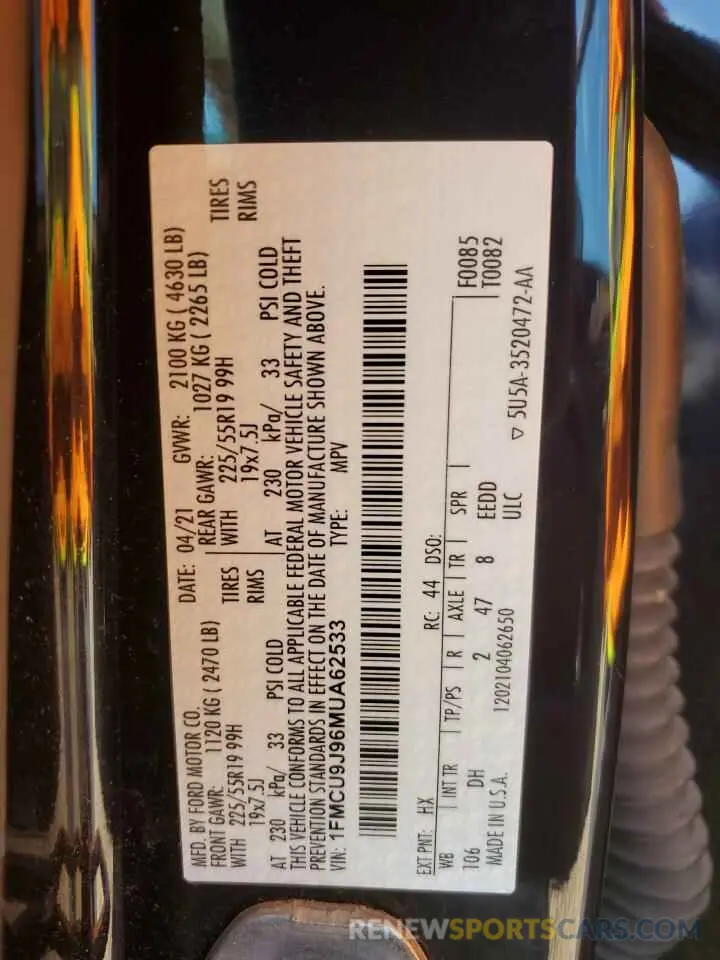 MFD. BY FORD MOTOR CO.
DATE: 04/21 GVWR: 2100 KG ( 4630 LB)
FRONT GAWR: 1120 KG ( 2470 LB) REAR GAWR: 1027 KG ( 2265 LB)
WITH 225/55R19 99H TIRES WITH 225/55R19 99H TIRES
19x7.5J RIMS 19x7.5J RIMS
AT 230 kPa/ 33 PSI COLD AT 230 kPa/ 33 PSI COLD
THIS VEHICLE CONFORMS TO ALL APPLICABLE FEDERAL MOTOR VEHICLE SAFETY AND THEFT
PREVENTION STANDARDS IN EFFECT ON THE DATE OF MANUFACTURE SHOWN ABOVE.
VIN: 1FMCU9J96MUA62533 TYPE: MPV
EXT PNT: HX RC: 44 DSO: F0085
WB INT TR TP/PS R AXLE TR SPR T0082
106 DH 2 47 8 EEDD
MADE IN U.S.A. 1202104062650 ULC ▽ 5U5A-3520472-AA
RENEWSPORTSCARS.COM